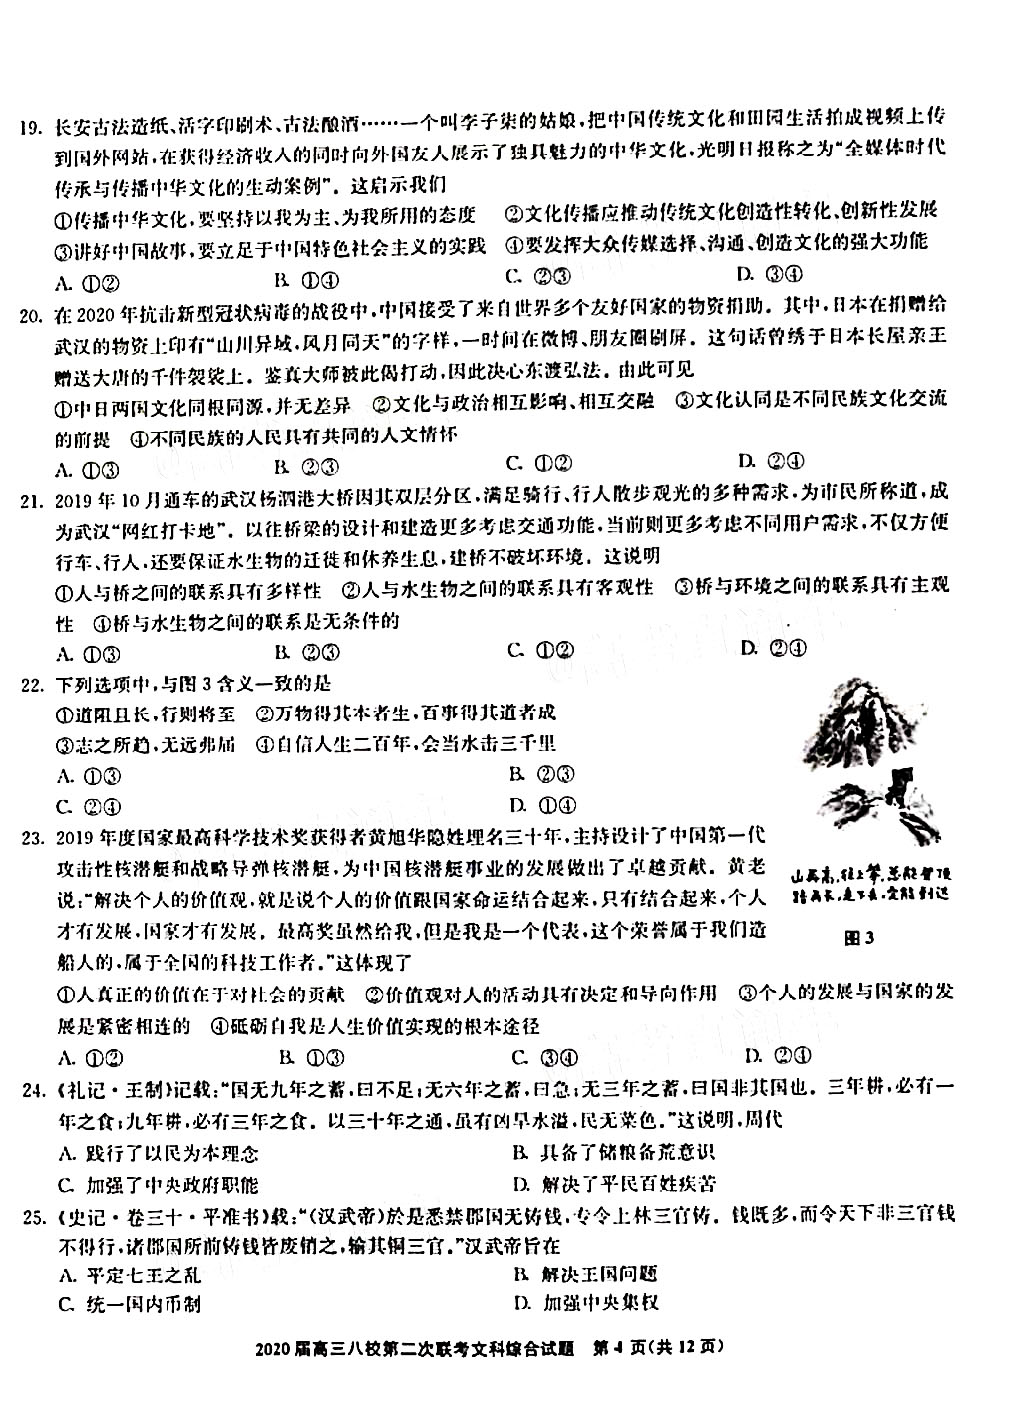 19. 长安古法造纸、活字印刷术、古法酿酒……一个叫李子柒的姑娘,把中国传统文化和田园生活拍成视频上传
到国外网站,在获得经济收入的同时向外国友人展示了独具魅力的中华文化,光明日报称之为“全媒体时代
传承与传播中华文化的生动案例”。这启示我们
①传播中华文化,要坚持以我为主、为我所用的态度 ②文化传播应推动传统文化创造性转化、创新性发展
③讲好中国故事,要立足于中国特色社会主义的实践 ④要发挥大众传媒选择、沟通、创造文化的强大功能
A. ①② B. ①④ C. ②③ D. ③④
20. 在 2020 年抗击新型冠状病毒的战役中,中国接受了来自世界多个友好国家的物资捐助。其中,日本在捐赠给
武汉的物资上印有“山川异域,风月同天”的字样,一时间在微博、朋友圈刷屏。这句话曾绣于日本长屋亲王
赠送大唐的千件袈裟上。鉴真大师被此偈打动,因此决心东渡弘法。由此可见
①中日两国文化同根同源,并无差异 ②文化与政治相互影响、相互交融 ③文化认同是不同民族文化交流
的前提 ④不同民族的人民具有共同的人文情怀
A. ①③ B. ②③ C. ①② D. ②④
21. 2019 年 10 月通车的武汉杨泗港大桥因其双层分区,满足骑行、行人散步观光的多种需求,为市民所称道,成
为武汉“网红打卡地”。以往桥梁的设计和建造更多考虑交通功能,当前则更多考虑不同用户需求,不仅方便
行车、行人,还要保证水生物的迁徙和休养生息,建桥不破坏环境。这说明
①人与桥之间的联系具有多样性 ②人与水生物之间的联系具有客观性 ③桥与环境之间的联系具有主观
性 ④桥与水生物之间的联系是无条件的
A. ①③ B. ②③ C. ①② D. ②④
22. 下列选项中,与图 3 含义一致的是
①道阻且长,行则将至 ②万物得其本者生,百事得其道者成
③志之所趋,无远弗届 ④自信人生二百年,会当水击三千里
A. ①③ B. ②③
C. ②④ D. ①④
山再高,往上攀,总能登顶
路再长,走下去,定能到达
图 3
23. 2019 年度国家最高科学技术奖获得者黄旭华隐姓埋名三十年,主持设计了中国第一代
攻击性核潜艇和战略导弹核潜艇,为中国核潜艇事业的发展做出了卓越贡献。黄老
说:“解决个人的价值观,就是说个人的价值跟国家命运结合起来,只有结合起来,个人
才有发展,国家才有发展。最高奖虽然给我,但是我是一个代表,这个荣誉属于我们造
船人的,属于全国的科技工作者。”这体现了
①人真正的价值在于对社会的贡献 ②价值观对人的活动具有决定和导向作用 ③个人的发展与国家的发
展是紧密相连的 ④砥砺自我是人生价值实现的根本途径
A. ①② B. ①③ C. ③④ D. ②④
24. 《礼记·王制》记载:“国无九年之蓄,曰不足;无六年之蓄,曰急;无三年之蓄,曰国非其国也。三年耕,必有一
年之食;九年耕,必有三年之食。以三十年之通,虽有凶旱水溢,民无菜色。”这说明,周代
A. 践行了以民为本理念 B. 具备了储粮备荒意识
C. 加强了中央政府职能 D. 解决了平民百姓疾苦
25. 《史记·卷三十·平准书》载:“(汉武帝)於是悉禁郡国无铸钱,专令上林三官铸。钱既多,而令天下非三官钱
不得行,诸郡国所前铸钱皆废销之,输其铜三官。”汉武帝旨在
A. 平定七王之乱 B. 解决王国问题
C. 统一国内币制 D. 加强中央集权
2020 届高三八校第二次联考文科综合试题 第 4 页(共 12 页)